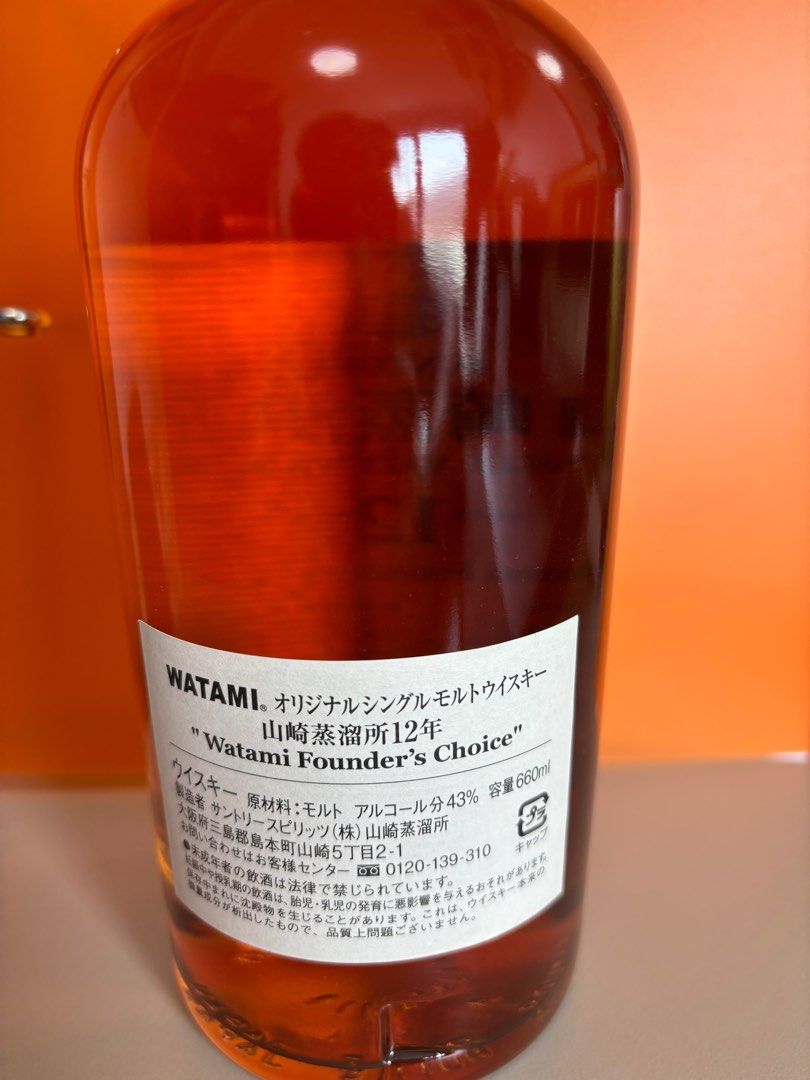 WATAMI® オリジナルシングルモルトウイスキー
山崎蒸溜所12年
"Watami Founder's Choice"
ウイスキー 原材料:モルト アルコール分43% 容量660ml
製造者 サントリースピリッツ(株)山崎蒸溜所
大阪府三島郡島本町山崎5丁目2-1
お問い合わせはお客様センター 0120-139-310
プラ
キャップ
●未成年者の飲酒は法律で禁じられています。
妊娠中や授乳期の飲酒は、胎児・乳児の発育に悪影響を与えるおそれがあります。
保存中まれに沈殿物を生じることがあります。これは、ウイスキー本来の
香味成分が析出したもので、品質上問題ございません。